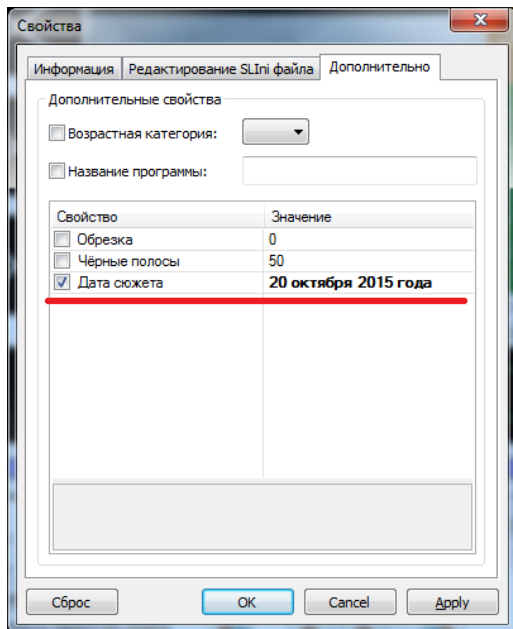 Свойства
Информация Редактирование SLIni файла Дополнительно
Дополнительные свойства
Возрастная категория:
Название программы:
Свойство Значение
Обрезка 0
Чёрные полосы 50
Дата сюжета 20 октября 2015 года
Сброс OK Cancel Apply